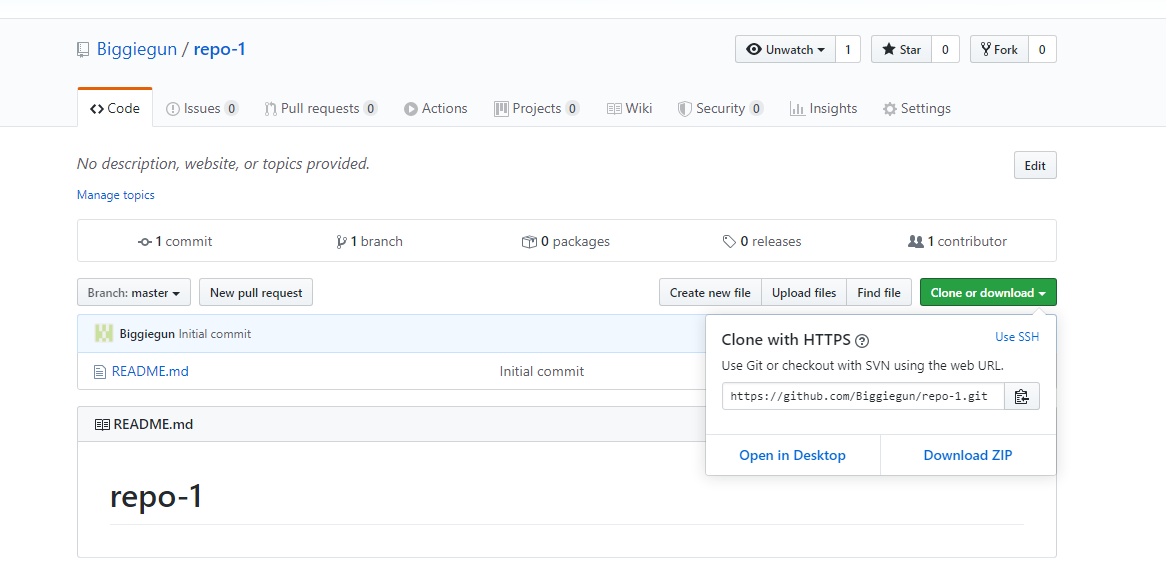 Biggiegun / repo-1
Unwatch 1 Star 0 Fork 0
Code Issues 0 Pull requests 0 Actions Projects 0 Wiki Security 0 Insights Settings
No description, website, or topics provided.
Edit
Manage topics
1 commit 1 branch 0 packages 0 releases 1 contributor
Branch: master New pull request Create new file Upload files Find file Clone or download
Biggiegun Initial commit
README.md Initial commit
Clone with HTTPS Use SSH
Use Git or checkout with SVN using the web URL.
https://github.com/Biggiegun/repo-1.git
Open in Desktop Download ZIP
README.md
repo-1